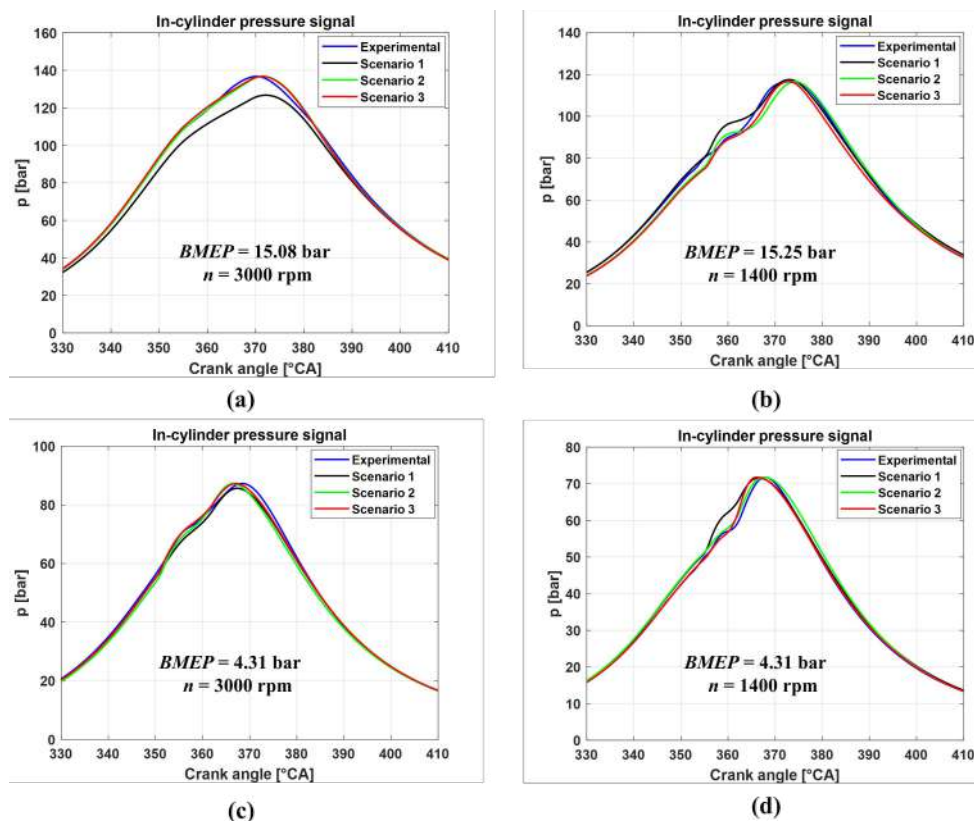 In-cylinder pressure signal
160
140
120
100
80
60
40
20
0
p [bar]
Experimental
Scenario 1
Scenario 2
Scenario 3
BMEP = 15.08 bar
n = 3000 rpm
330 340 350 360 370 380 390 400 410
Crank angle [°CA]
(a)
In-cylinder pressure signal
140
120
100
80
60
40
20
0
p [bar]
Experimental
Scenario 1
Scenario 2
Scenario 3
BMEP = 15.25 bar
n = 1400 rpm
330 340 350 360 370 380 390 400 410
Crank angle [°CA]
(b)
In-cylinder pressure signal
100
80
60
40
20
0
p [bar]
Experimental
Scenario 1
Scenario 2
Scenario 3
BMEP = 4.31 bar
n = 3000 rpm
330 340 350 360 370 380 390 400 410
Crank angle [°CA]
(c)
In-cylinder pressure signal
80
70
60
50
40
30
20
10
0
p [bar]
Experimental
Scenario 1
Scenario 2
Scenario 3
BMEP = 4.31 bar
n = 1400 rpm
330 340 350 360 370 380 390 400 410
Crank angle [°CA]
(d)